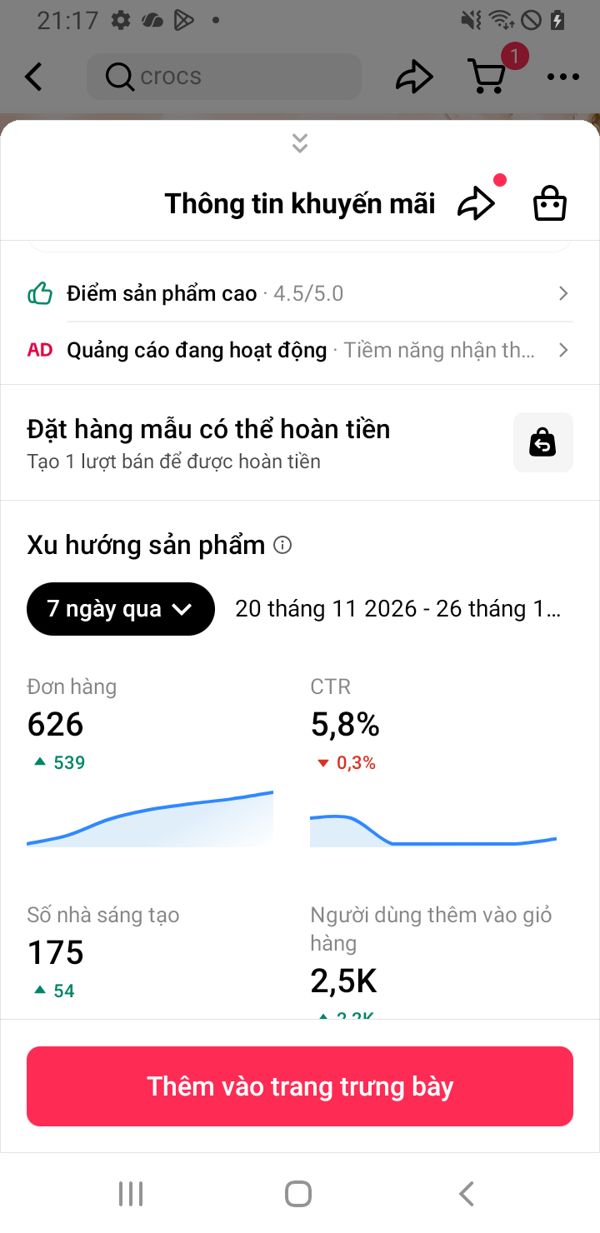 21:17
crocs
1
Thông tin khuyến mãi
Điểm sản phẩm cao · 4.5/5.0
AD Quảng cáo đang hoạt động · Tiềm năng nhận th...
Đặt hàng mẫu có thể hoàn tiền
Tạo 1 lượt bán để được hoàn tiền
Xu hướng sản phẩm
7 ngày qua 20 tháng 11 2026 - 26 tháng 1...
Đơn hàng
626
539
CTR
5,8%
0,3%
Số nhà sáng tạo
175
54
Người dùng thêm vào giỏ
hàng
2,5K
2,2K
Thêm vào trang trưng bày